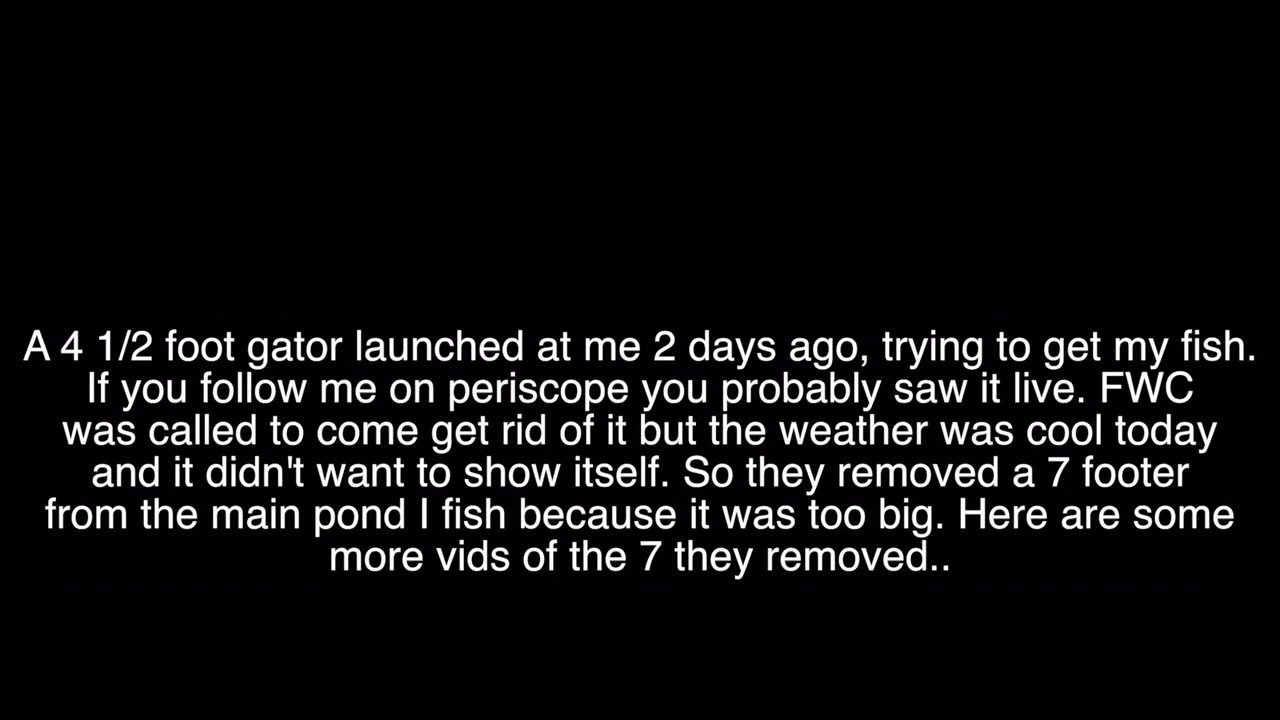 A 4 1/2 foot gator launched at me 2 days ago, trying to get my fish.
If you follow me on periscope you probably saw it live. FWC
was called to come get rid of it but the weather was cool today
and it didn't want to show itself. So they removed a 7 footer
from the main pond I fish because it was too big. Here are some
more vids of the 7 they removed..